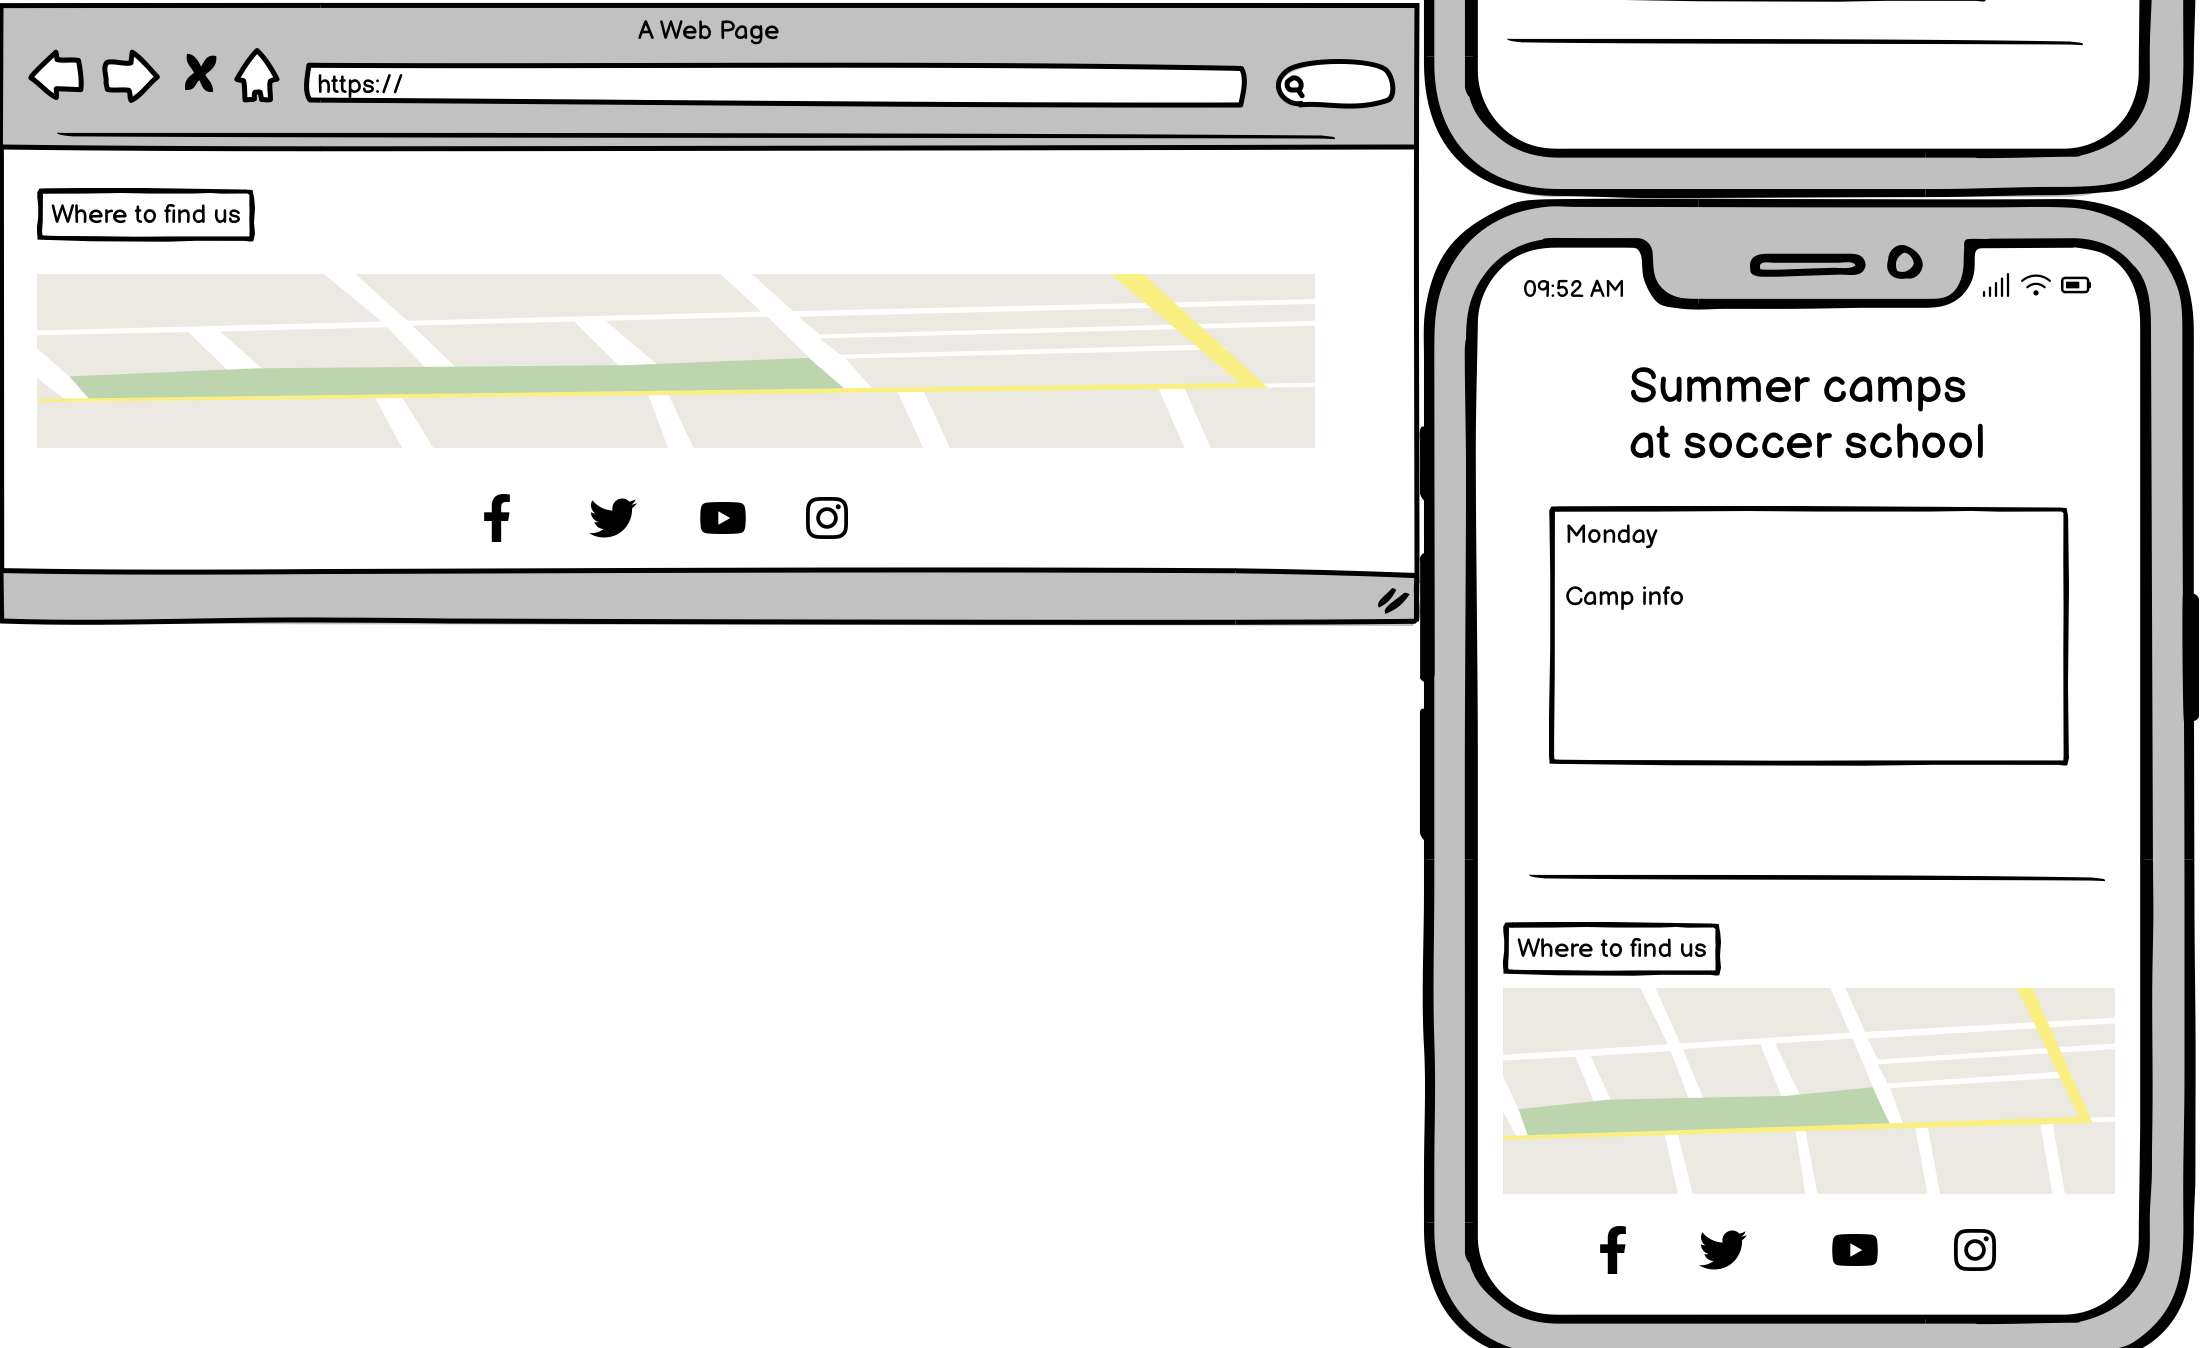 A Web Page
https://
Where to find us
09:52 AM
Summer camps
at soccer school
Monday
Camp info
Where to find us